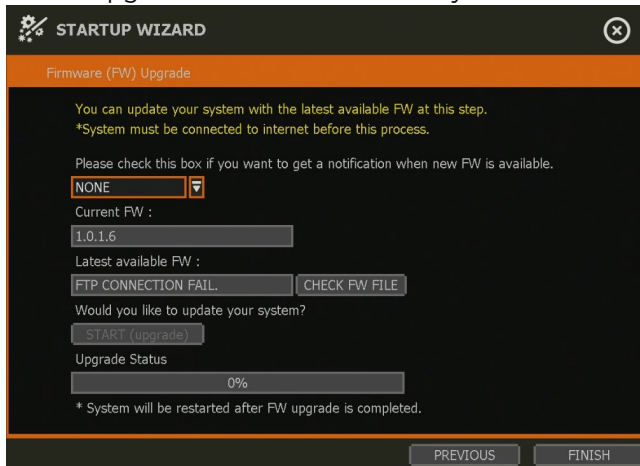 STARTUP WIZARD
Firmware (FW) Upgrade
You can update your system with the latest available FW at this step.
*System must be connected to internet before this process.
Please check this box if you want to get a notification when new FW is available.
NONE
Current FW :
1.0.1.6
Latest available FW :
FTP CONNECTION FAIL. CHECK FW FILE
Would you like to update your system?
START (upgrade)
Upgrade Status
0%
* System will be restarted after FW upgrade is completed.
PREVIOUS FINISH